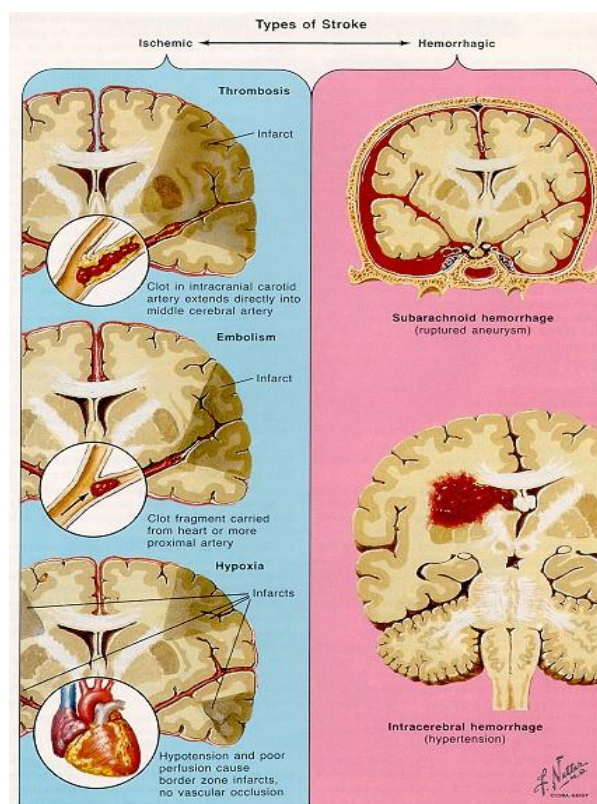 Types of Stroke
Ischemic
Hemorrhagic
Thrombosis
Infarct
Clot in intracranial carotid
artery extends directly into
middle cerebral artery
Embolism
Infarct
Clot fragment carried
from heart or more
proximal artery
Hypoxia
Infarcts
Hypotension and poor
perfusion cause
border zone infarcts,
no vascular occlusion
Subarachnoid hemorrhage
(ruptured aneurysm)
Intracerebral hemorrhage
(hypertension)
F. Netter
M.D.